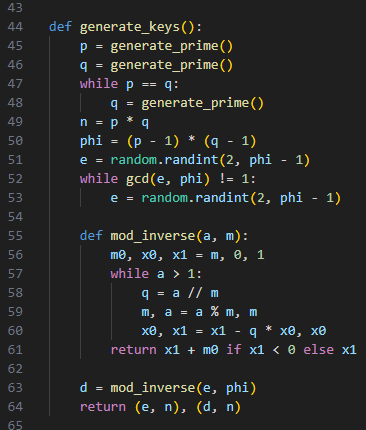 43
44 def generate_keys():
45     p = generate_prime()
46     q = generate_prime()
47     while p == q:
48         q = generate_prime()
49     n = p * q
50     phi = (p - 1) * (q - 1)
51     e = random.randint(2, phi - 1)
52     while gcd(e, phi) != 1:
53         e = random.randint(2, phi - 1)
54
55     def mod_inverse(a, m):
56         m0, x0, x1 = m, 0, 1
57         while a > 1:
58             q = a // m
59             m, a = a % m, m
60             x0, x1 = x1 - q * x0, x0
61         return x1 + m0 if x1 < 0 else x1
62
63     d = mod_inverse(e, phi)
64     return (e, n), (d, n)
65